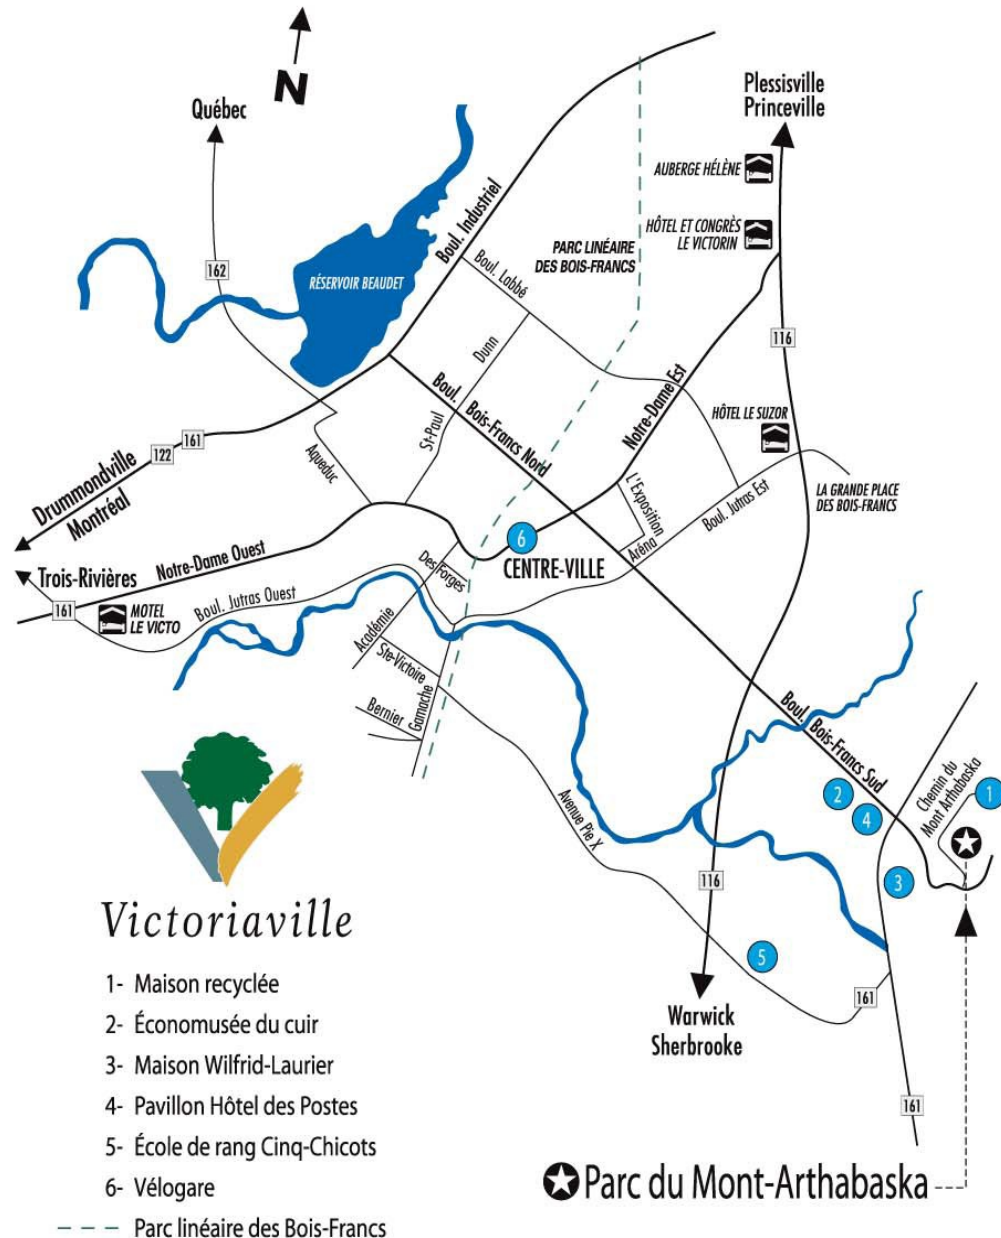 N
Québec
Plessisville
Princeville
AUBERGE HÉLÈNE
HÔTEL ET CONGRÈS
LE VICTORIN
PARC LINÉAIRE
DES BOIS-FRANCS
Boul. Industriel
Boul. Labbé
162
RÉSERVOIR BEAUDET
116
Dunn
Boul. Bois-Francs Nord
Notre-Dame Est
HÔTEL LE SUZOR
St-Paul
161
122
Aqueduc
Drummondville
Montréal
L'Exposition
Boul. Jutras Est
LA GRANDE PLACE
DES BOIS-FRANCS
6
Aréna
CENTRE-VILLE
Notre-Dame Ouest
Des Forges
Trois-Rivières
161
MOTEL
LE VICTO
Boul. Jutras Ouest
Académie
Ste-Victoire
Gamache
Bernier
Boul. Bois-Francs Sud
Chemin du
Mont Arthabaska
1
2
4
3
Avenue Pie X
116
5
161
Warwick
Sherbrooke
161
Victoriaville
1- Maison recyclée
2- Économusée du cuir
3- Maison Wilfrid-Laurier
4- Pavillon Hôtel des Postes
5- École de rang Cinq-Chicots
6- Vélogare
Parc linéaire des Bois-Francs
Parc du Mont-Arthabaska